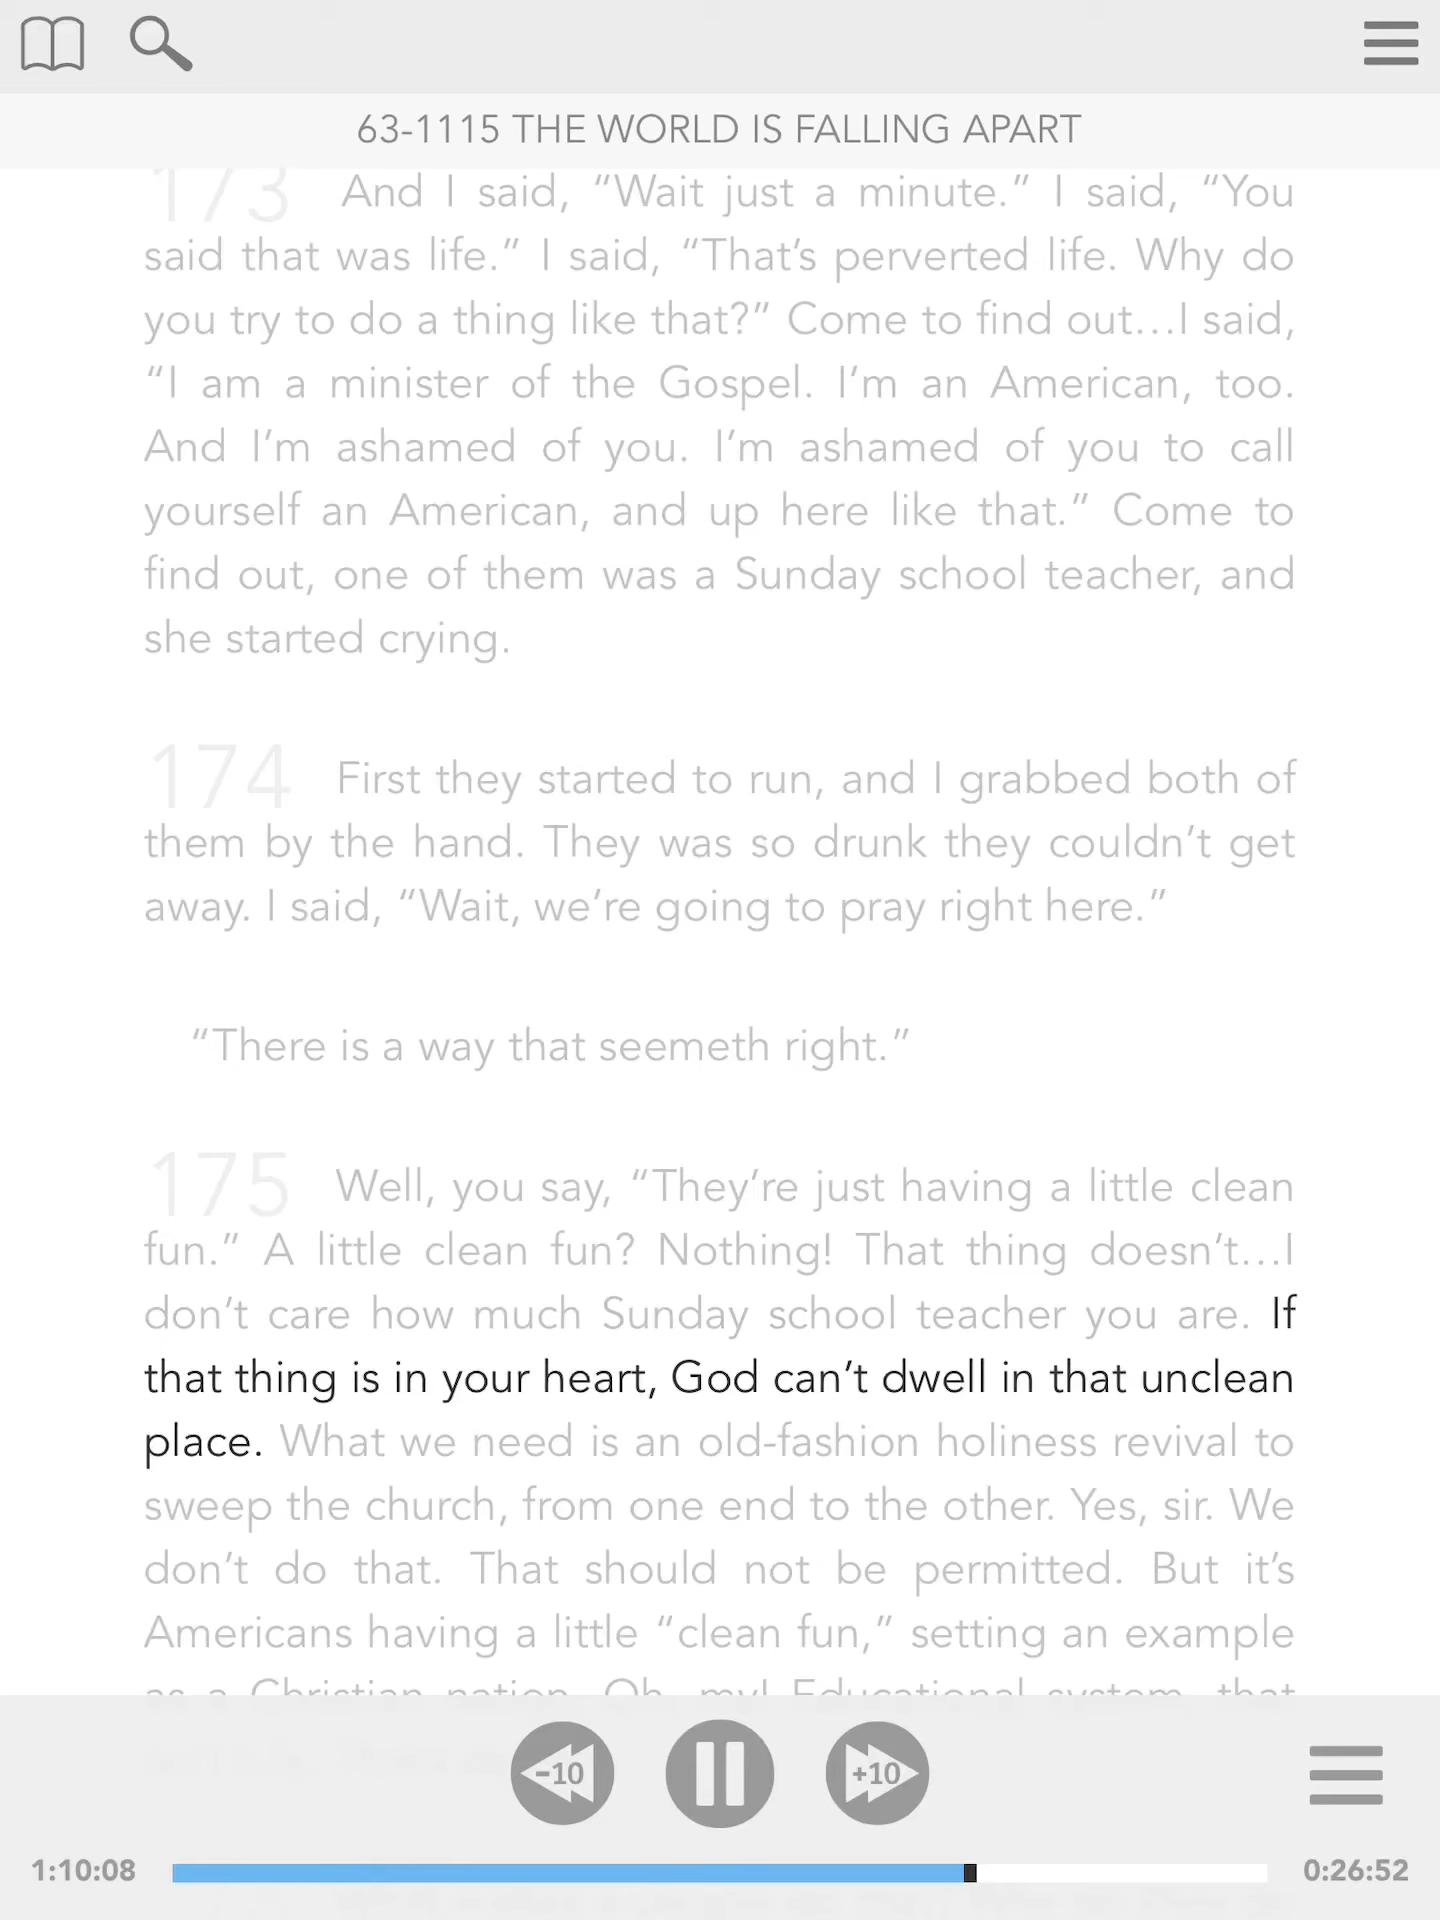 63-1115 THE WORLD IS FALLING APART
173 And I said, “Wait just a minute.” I said, “You
said that was life.” I said, “That’s perverted life. Why do
you try to do a thing like that?” Come to find out…I said,
“I am a minister of the Gospel. I’m an American, too.
And I’m ashamed of you. I’m ashamed of you to call
yourself an American, and up here like that.” Come to
find out, one of them was a Sunday school teacher, and
she started crying.
174 First they started to run, and I grabbed both of
them by the hand. They was so drunk they couldn’t get
away. I said, “Wait, we’re going to pray right here.”
“There is a way that seemeth right.”
175 Well, you say, “They’re just having a little clean
fun.” A little clean fun? Nothing! That thing doesn’t…I
don’t care how much Sunday school teacher you are. If
that thing is in your heart, God can’t dwell in that unclean
place. What we need is an old-fashion holiness revival to
sweep the church, from one end to the other. Yes, sir. We
don’t do that. That should not be permitted. But it’s
Americans having a little “clean fun,” setting an example
as a Christian nation. Oh, my! Educational system, that
-10 +10
1:10:08 0:26:52